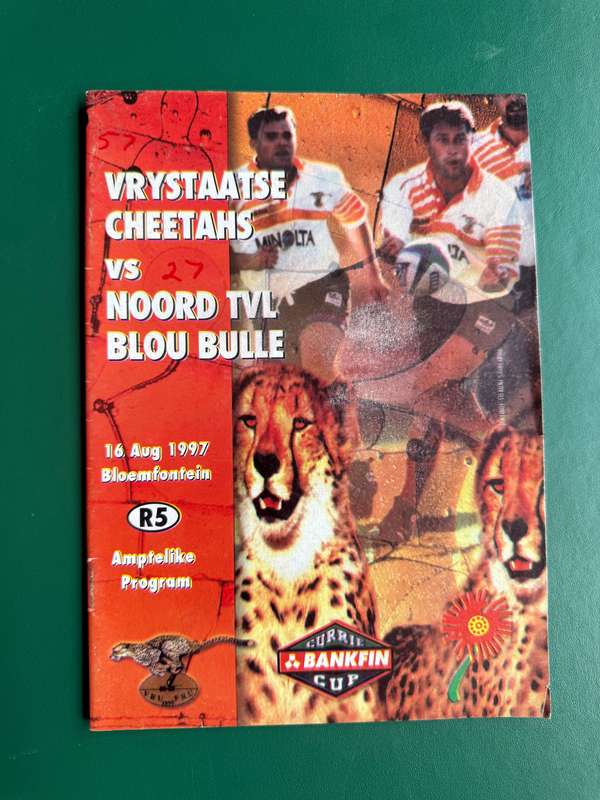 57
VRYSTAATSE
CHEETAHS
VS
27
NOORD TVL
BLOU BULLE
16 Aug 1997
Bloemfontein
R5
Amptelike
Program
MINOLTA
CURRIE
BANKFIN
CUP